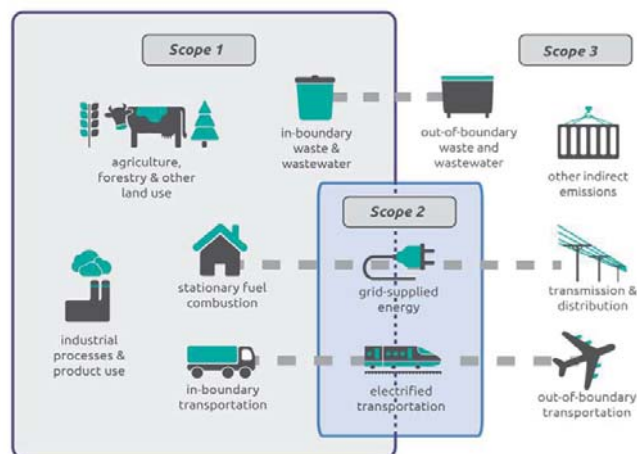 Scope 1
Scope 3
in-boundary
waste &
wastewater
out-of-boundary
waste and
wastewater
agriculture,
forestry & other
land use
other indirect
emissions
Scope 2
stationary fuel
combustion
grid-supplied
energy
transmission &
distribution
industrial
processes &
product use
in-boundary
transportation
electrified
transportation
out-of-boundary
transportation